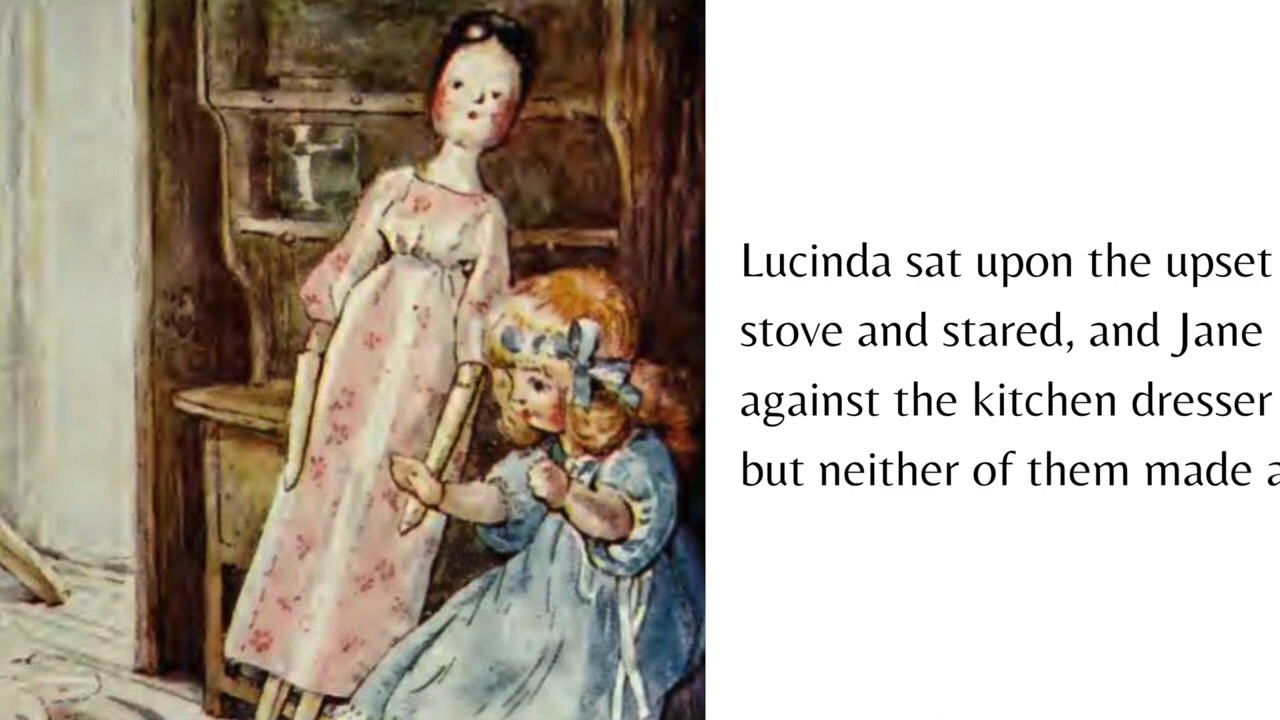 Lucinda sat upon the upset
stove and stared, and Jane
against the kitchen dresser
but neither of them made a